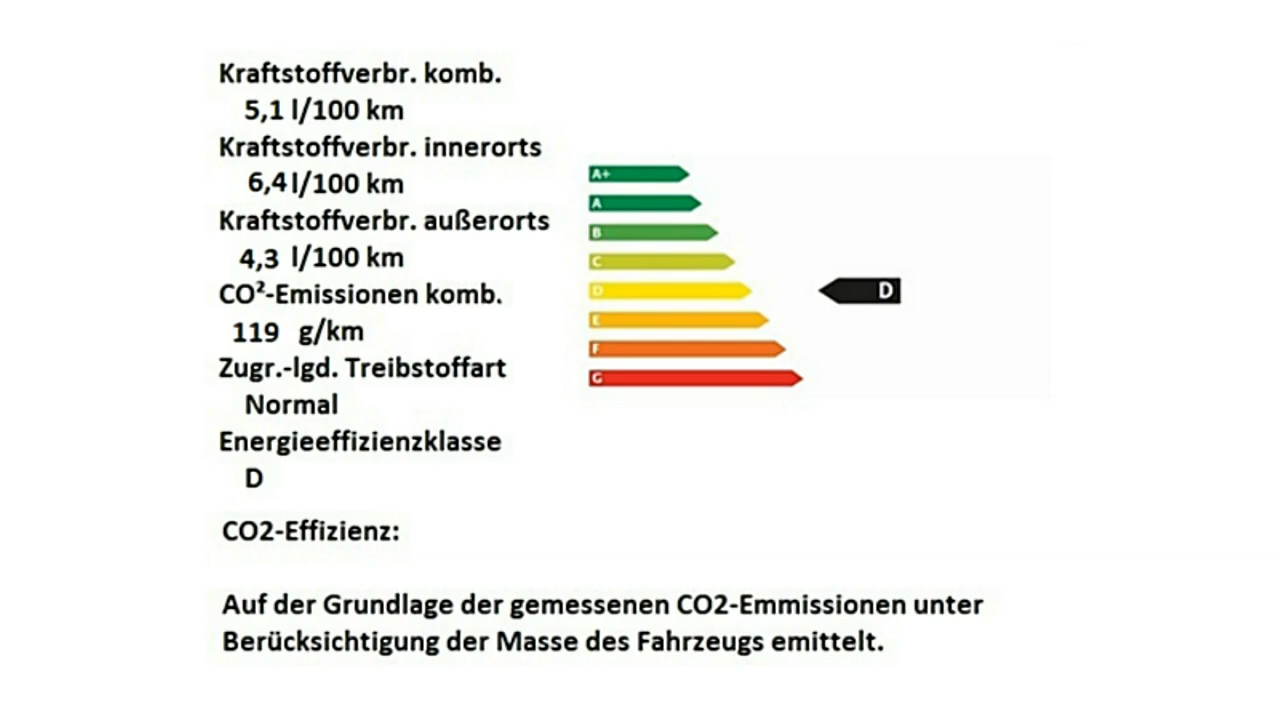 Kraftstoffverbr. komb.
5,1 l/100 km
Kraftstoffverbr. innerorts
6,4 l/100 km
Kraftstoffverbr. außerorts
4,3 l/100 km
CO²-Emissionen komb.
119 g/km
Zugr.-lgd. Treibstoffart
Normal
Energieeffizienzklasse
D
A+
A
B
C
D
D
E
F
G
CO2-Effizienz:
Auf der Grundlage der gemessenen CO2-Emmissionen unter
Berücksichtigung der Masse des Fahrzeugs emittelt.